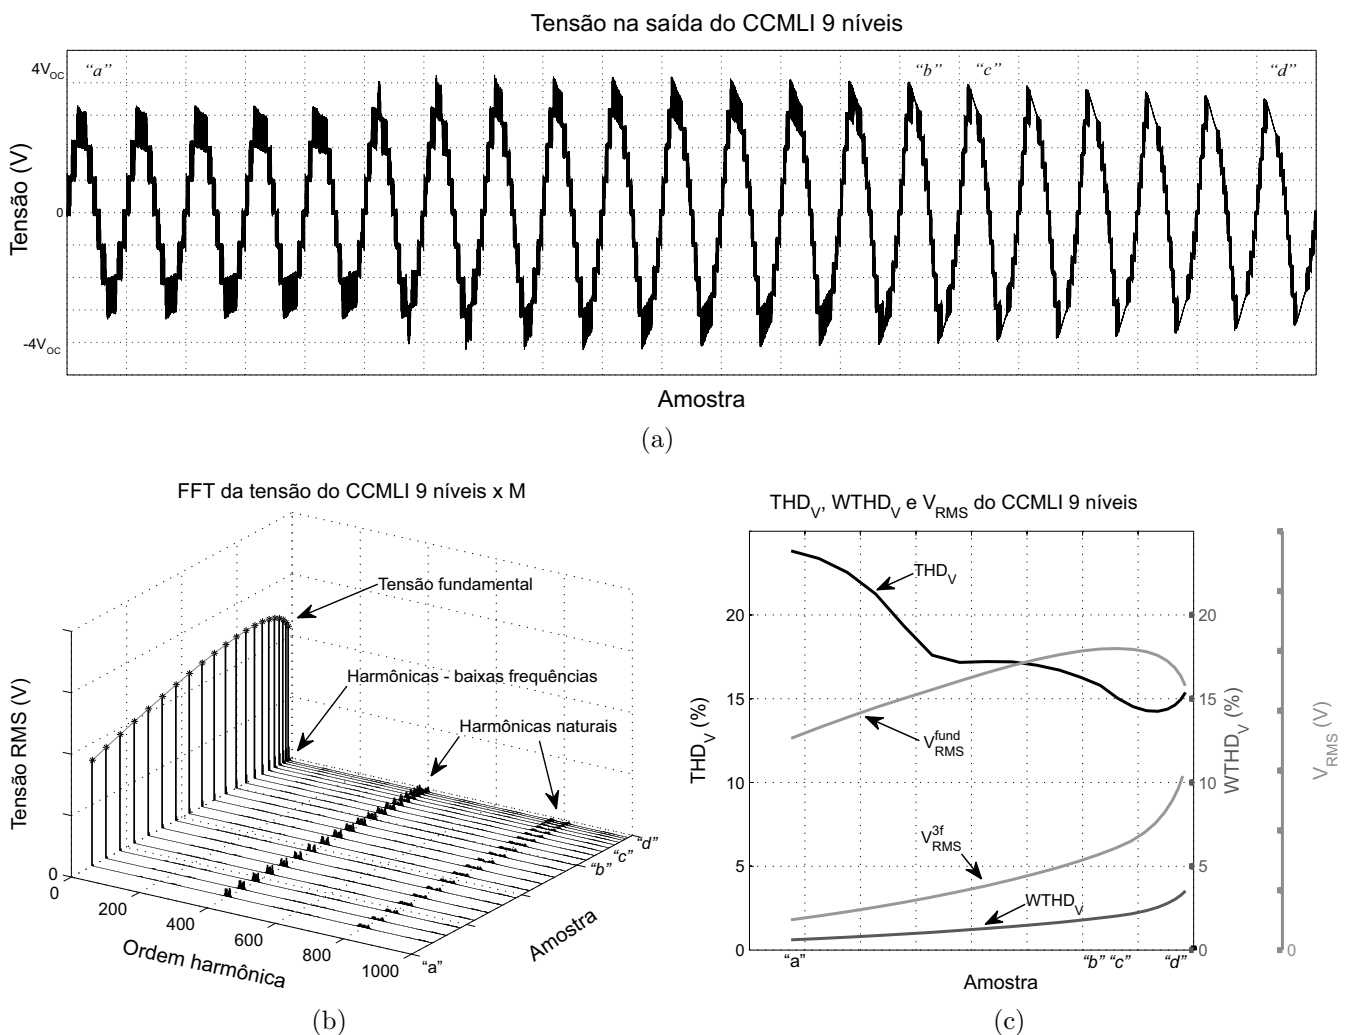 Tensão na saída do CCMLI 9 níveis
Tensão (V)
4V_OC
0
-4V_OC
“a”
“b”
“c”
“d”
Amostra
(a)
FFT da tensão do CCMLI 9 níveis x M
Tensão fundamental
Harmônicas - baixas frequências
Harmônicas naturais
Tensão RMS (V)
0
0
200
400
600
800
1000
Ordem harmônica
“a”
“b”
“c”
“d”
Amostra
(b)
THD_V, WTHD_V e V_RMS do CCMLI 9 níveis
THD_V (%)
20
15
10
5
0
THD_V
V_RMS^fund
V_RMS^3f
WTHD_V
20
15
10
5
0
WTHD_V (%)
V_RMS (V)
0
“a”
“b” “c”
“d”
Amostra
(c)